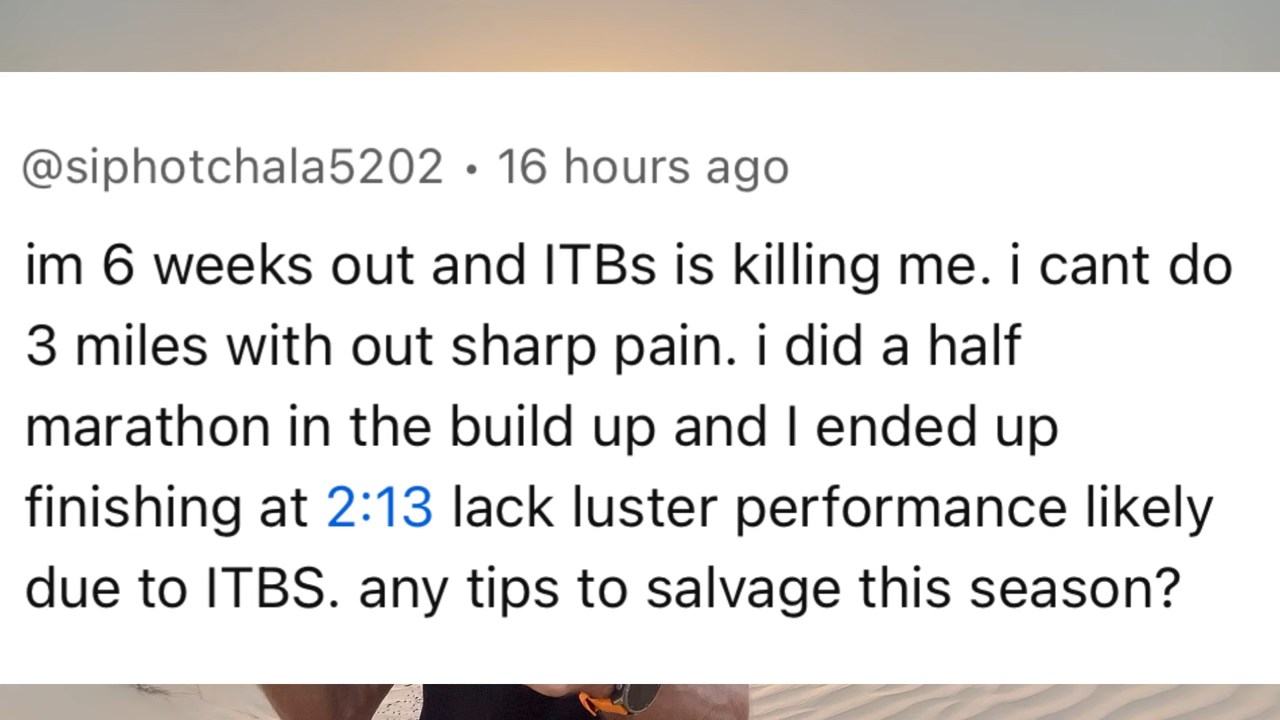 @siphotchala5202 • 16 hours ago
im 6 weeks out and ITBs is killing me. i cant do
3 miles with out sharp pain. i did a half
marathon in the build up and I ended up
finishing at 2:13 lack luster performance likely
due to ITBS. any tips to salvage this season?